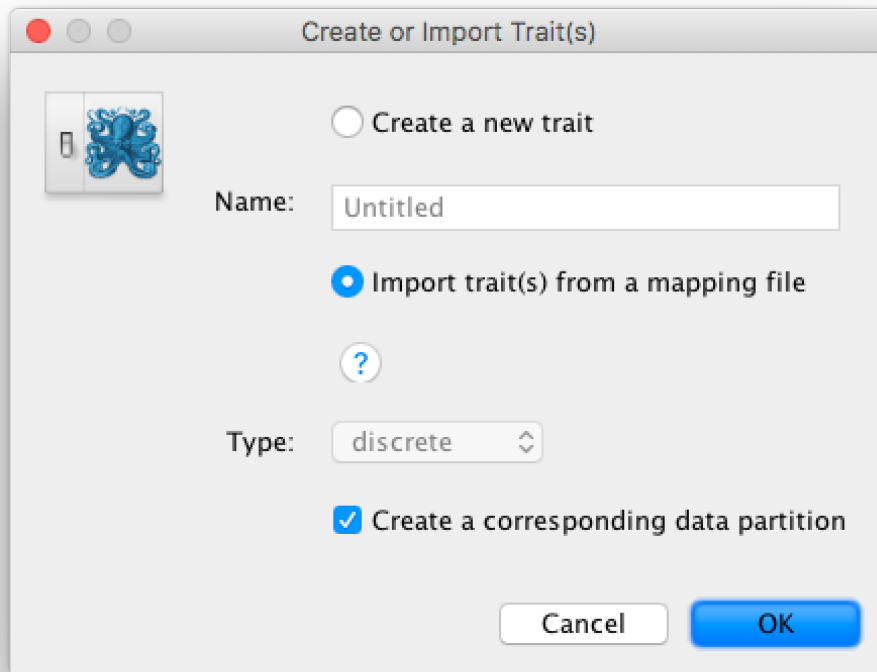 Create or Import Trait(s)
Create a new trait
Name:
Untitled
Import trait(s) from a mapping file
?
Type:
discrete
Create a corresponding data partition
Cancel
OK